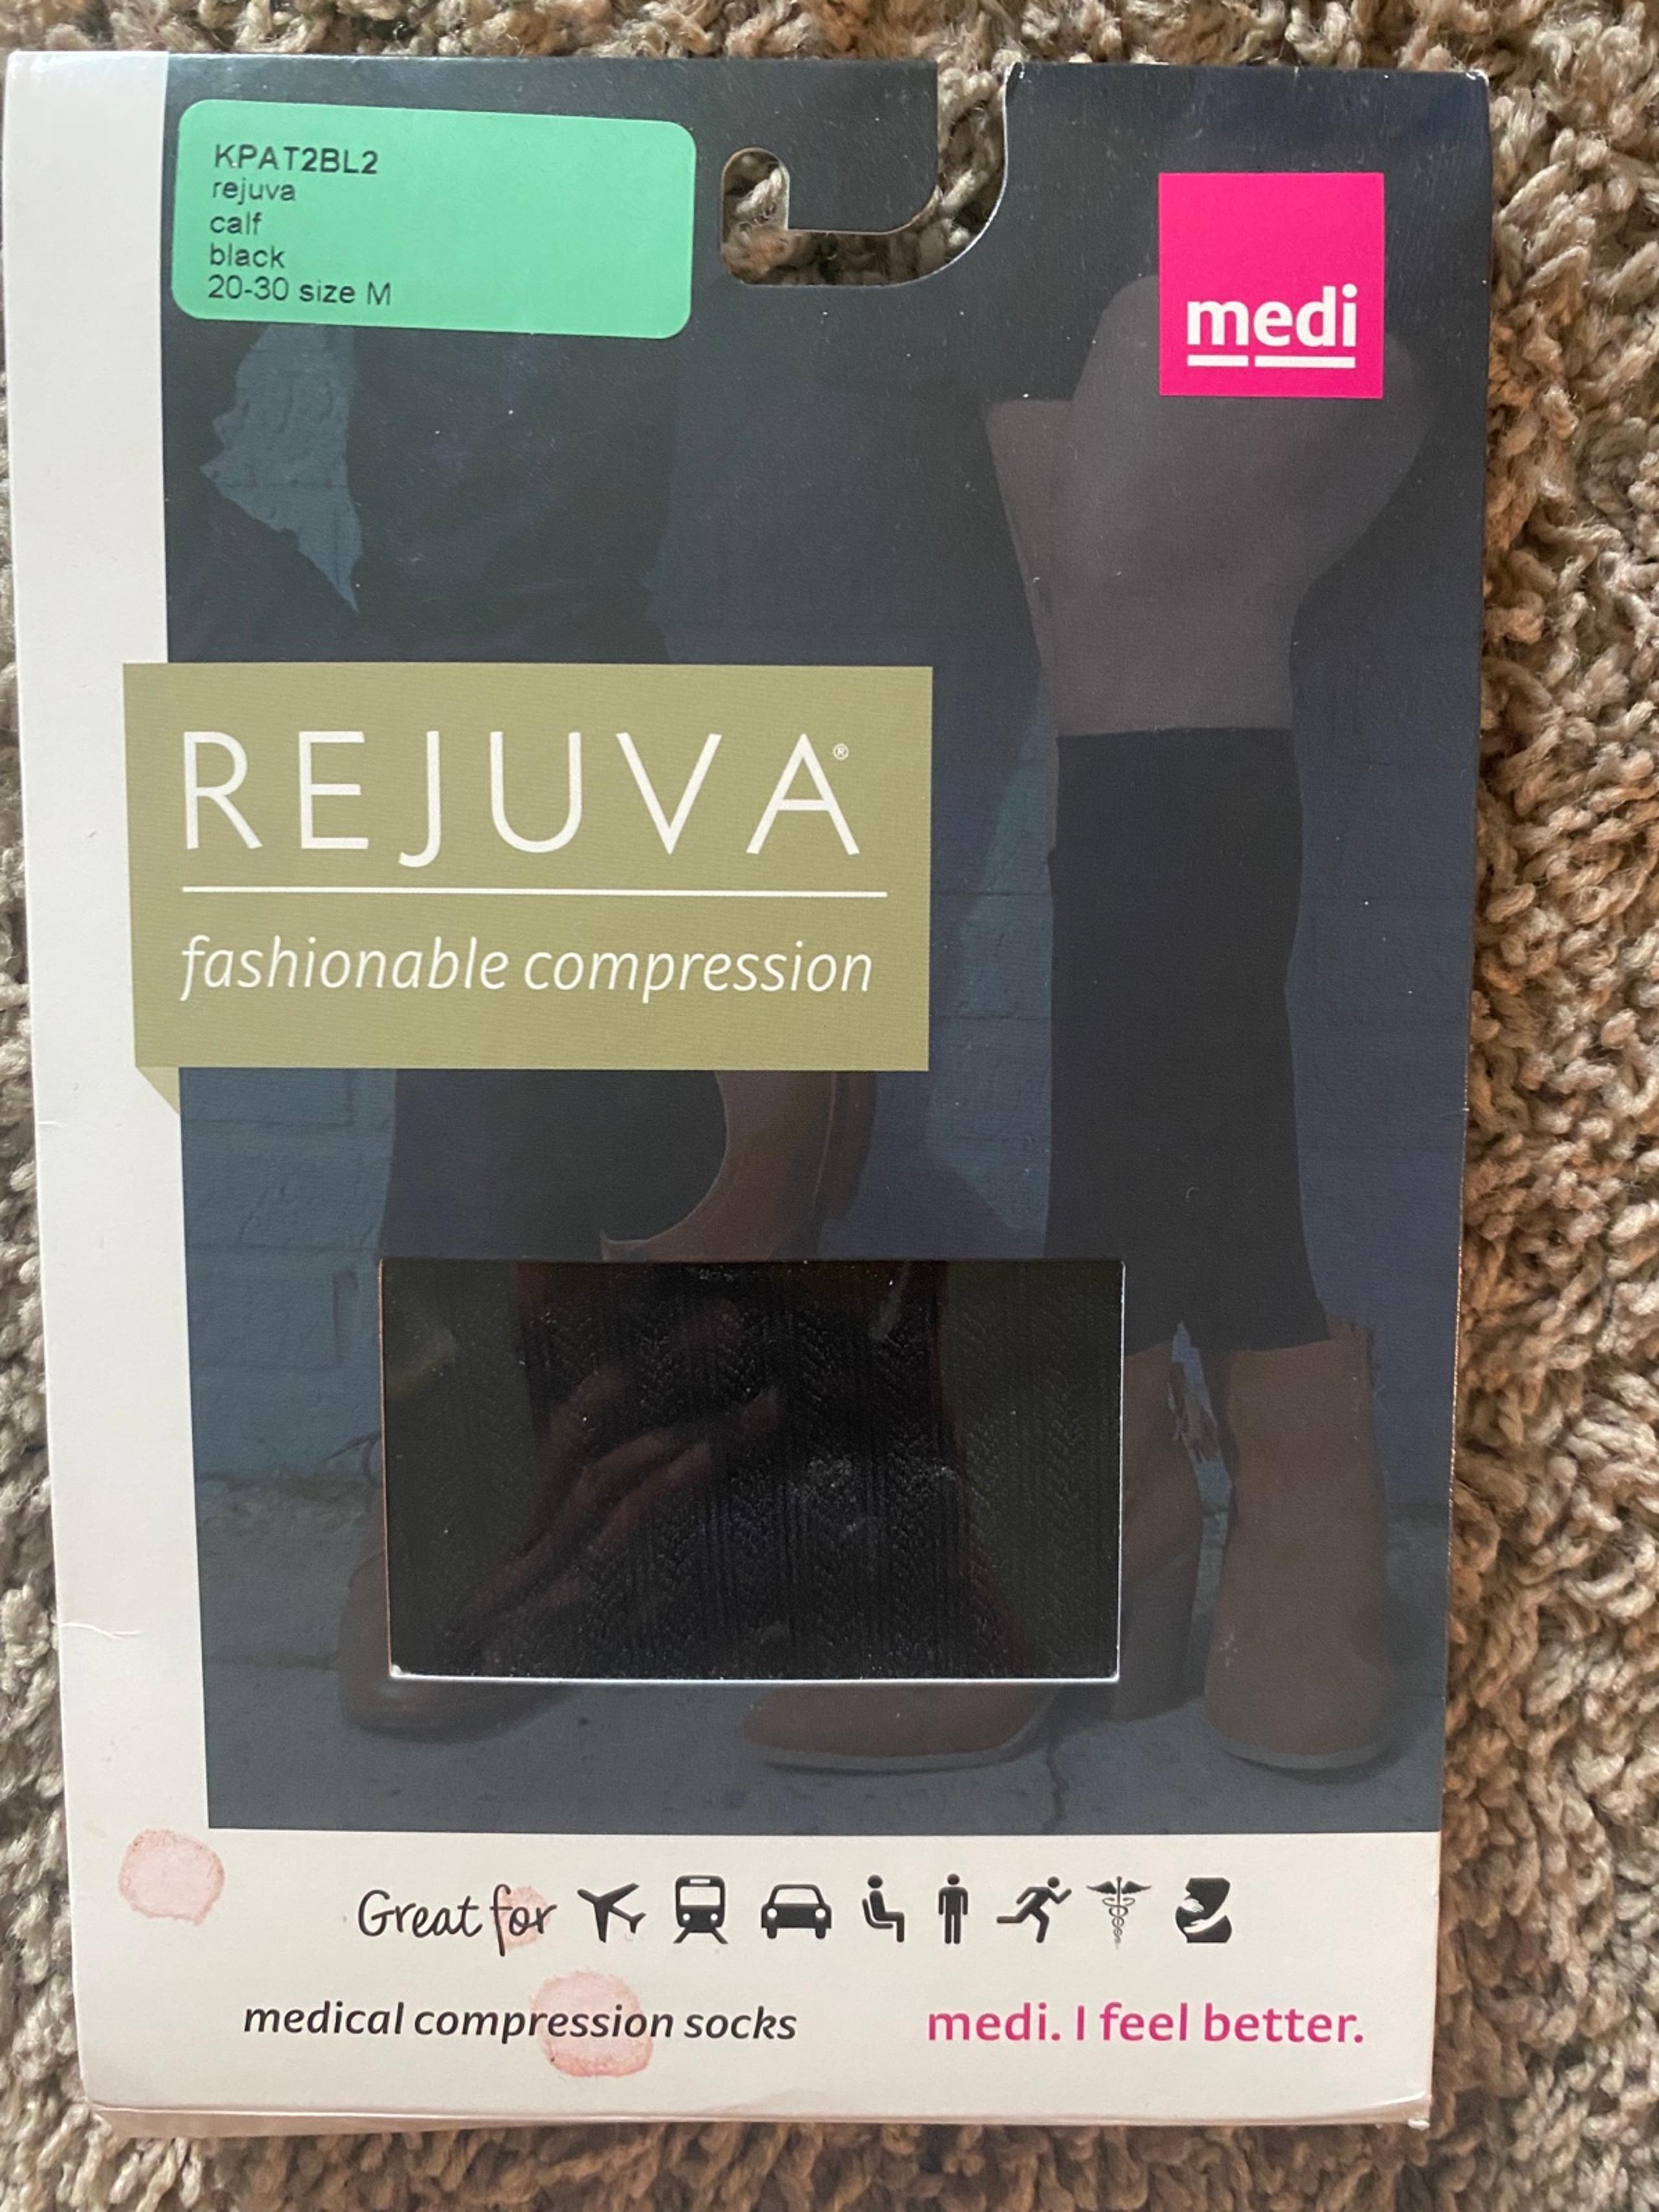 KPAT2BL2
rejuva
calf
black
20-30 size M
medi
REJUVA®
fashionable compression
Great for
medical compression socks
medi. I feel better.